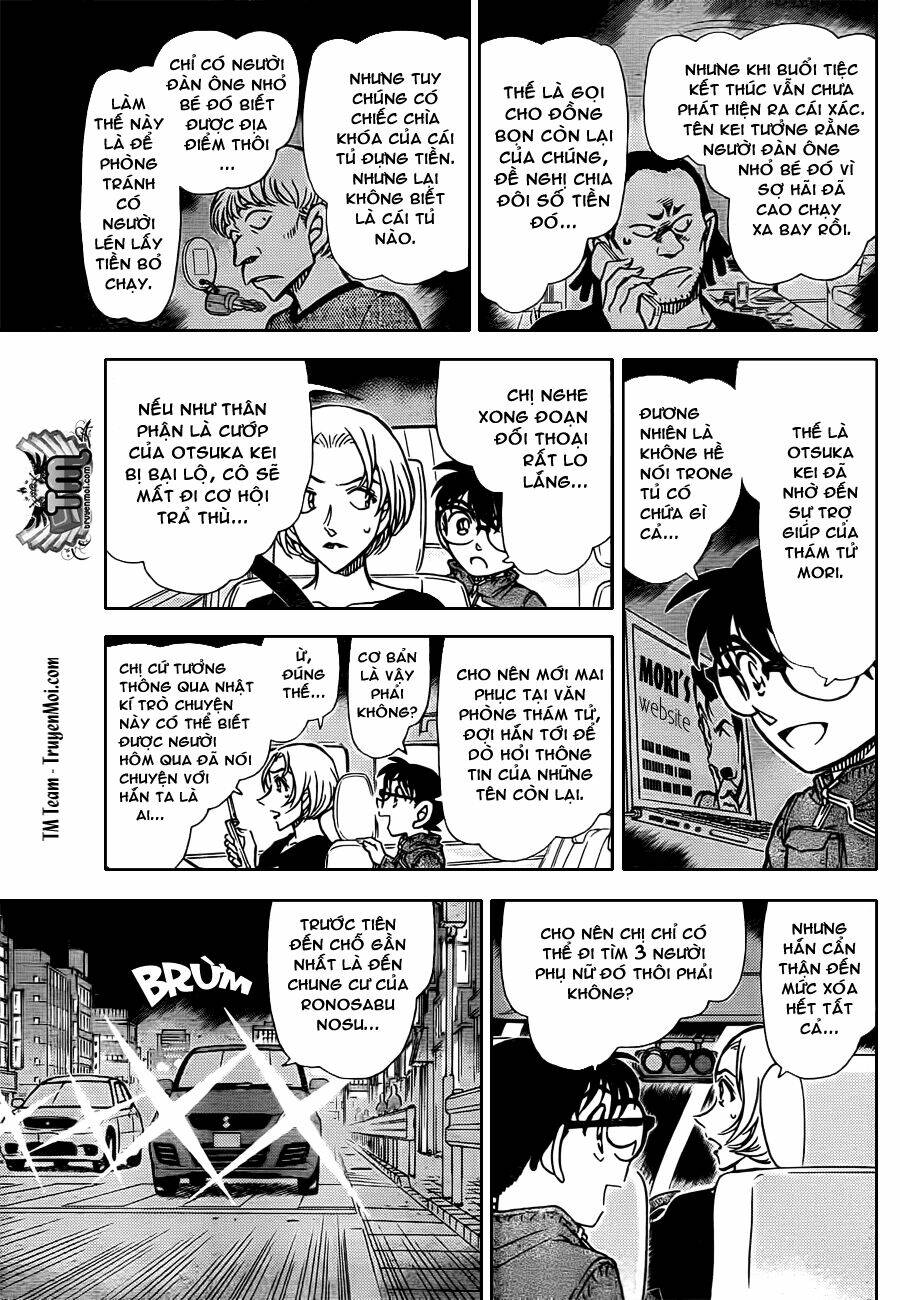 NHƯNG KHI BUỔI TIỆC
KẾT THÚC VẪN CHƯA
PHÁT HIỆN RA CÁI XÁC.
TÊN KEI TƯỞNG RẰNG
NGƯỜI ĐÀN ÔNG
NHỎ BÉ ĐÓ VÌ
SỢ HÃI ĐÃ
CAO CHẠY
XA BAY RỒI.
THẾ LÀ GỌI
CHO ĐỒNG
BỌN CÒN LẠI
CỦA CHÚNG,
ĐỀ NGHỊ CHIA
ĐÔI SỐ TIỀN
ĐÓ...
NHƯNG TUY
CHÚNG CÓ
CHIẾC CHÌA
KHÓA CỦA CÁI
TỦ ĐỰNG TIỀN.
NHƯNG LẠI
KHÔNG BIẾT
LÀ CÁI TỦ
NÀO.
CHỈ CÓ NGƯỜI
ĐÀN ÔNG NHỎ
BÉ ĐÓ BIẾT
ĐƯỢC ĐỊA
ĐIỂM THÔI
...
LÀM
THẾ NÀY
LÀ ĐỀ
PHÒNG
TRÁNH
CÓ
NGƯỜI
LÉN LẤY
TIỀN BỎ
CHẠY.
THẾ LÀ
OTSUKA
KEI ĐÃ
NHỜ ĐẾN
SỰ TRỢ
GIÚP CỦA
THÁM TỬ
MORI.
ĐƯƠNG
NHIÊN LÀ
KHÔNG HỀ
NÓI TRONG
TỦ CÓ
CHỨA GÌ
CẢ...
MORI'S
website
CHỊ NGHE
XONG ĐOẠN
ĐỐI THOẠI
RẤT LO
LẮNG...
NẾU NHƯ THÂN
PHẬN LÀ CƯỚP
CỦA OTSUKA KEI
BỊ BẠI LỘ, CÔ SẼ
MẤT ĐI CƠ HỘI
TRẢ THÙ...
CHO NÊN MỚI MAI
PHỤC TẠI VĂN
PHÒNG THÁM TỬ,
ĐỢI HẮN TỚI ĐỂ
DÒ HỎI THÔNG
TIN CỦA NHỮNG
TÊN CÒN LẠI.
CƠ BẢN
LÀ VẬY
PHẢI
KHÔNG?
Ừ,
ĐÚNG
THẾ...
CHỊ CỨ TƯỞNG
THÔNG QUA NHẬT
KÍ TRÒ CHUYỆN
NÀY CÓ THỂ BIẾT
ĐƯỢC NGƯỜI
HÔM QUA ĐÃ NÓI
CHUYỆN VỚI
HẮN TA LÀ
AI...
NHƯNG
HẮN CẨN
THẬN ĐẾN
MỨC XÓA
HẾT TẤT
CẢ...
CHO NÊN CHỊ CHỈ CÓ
THỂ ĐI TÌM 3 NGƯỜI
PHỤ NỮ ĐÓ THÔI PHẢI
KHÔNG?
TRƯỚC TIÊN
ĐẾN CHỖ GẦN
NHẤT LÀ ĐẾN
CHUNG CƯ CỦA
RONOSABU
NOSU...
BRỪM
TM
truyenmoi.com
TM Team - TruyenMoi.com